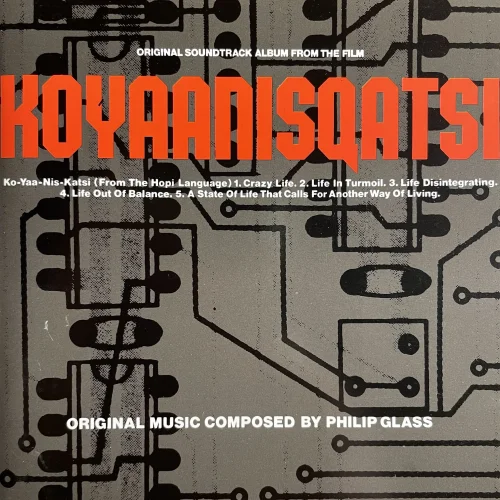 ORIGINAL SOUNDTRACK ALBUM FROM THE FILM
KOYAANISQATSI
Ko-Yaa-Nis-Katsi (From The Hopi Language) 1. Crazy Life. 2. Life In Turmoil. 3. Life Disintegrating.
4. Life Out Of Balance. 5. A State Of Life That Calls For Another Way Of Living.
ORIGINAL MUSIC COMPOSED BY PHILIP GLASS